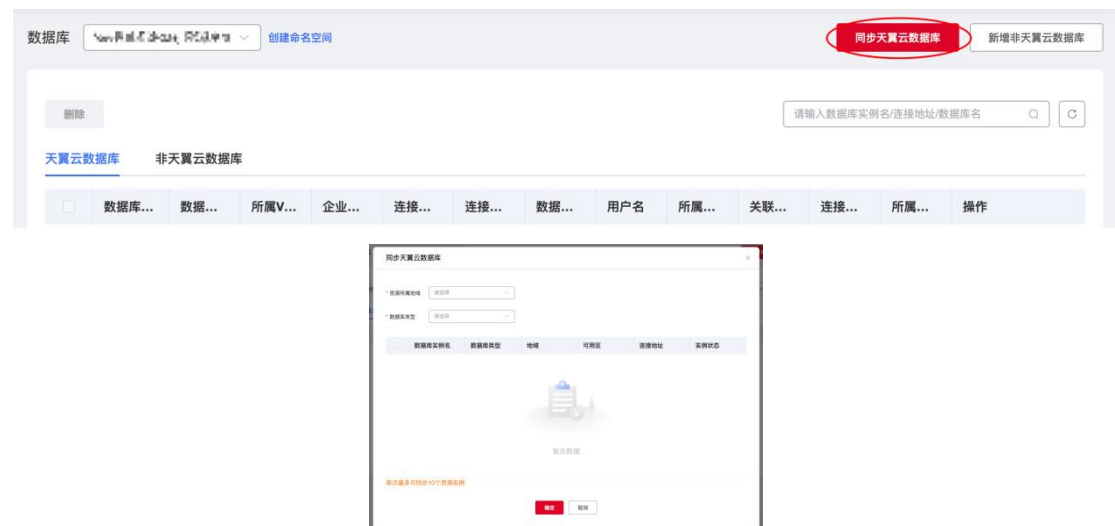 数据库 创建命名空间 同步天翼云数据库 新增非天翼云数据库
删除 请输入数据库实例名/连接地址/数据库名
天翼云数据库 非天翼云数据库
数据库... 数据... 所属V... 企业... 连接... 连接... 数据... 用户名 所属... 关联... 连接... 所属... 操作
同步天翼云数据库
* 资源所属地域 请选择
* 数据库类型 请选择
数据库实例名 数据库类型 地域 可用区 连接地址 实例状态
暂无数据
单次最多可同步10个资源实例
确定 取消